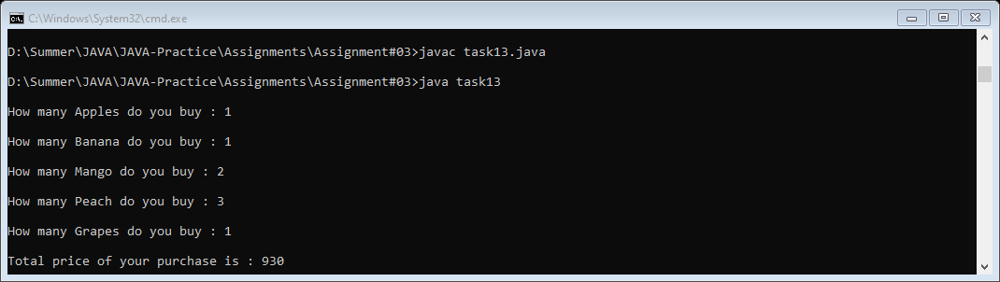 C:\Windows\System32\cmd.exe
D:\Summer\JAVA\JAVA-Practice\Assignments\Assignment#03>javac task13.java
D:\Summer\JAVA\JAVA-Practice\Assignments\Assignment#03>java task13
How many Apples do you buy : 1
How many Banana do you buy : 1
How many Mango do you buy : 2
How many Peach do you buy : 3
How many Grapes do you buy : 1
Total price of your purchase is : 930